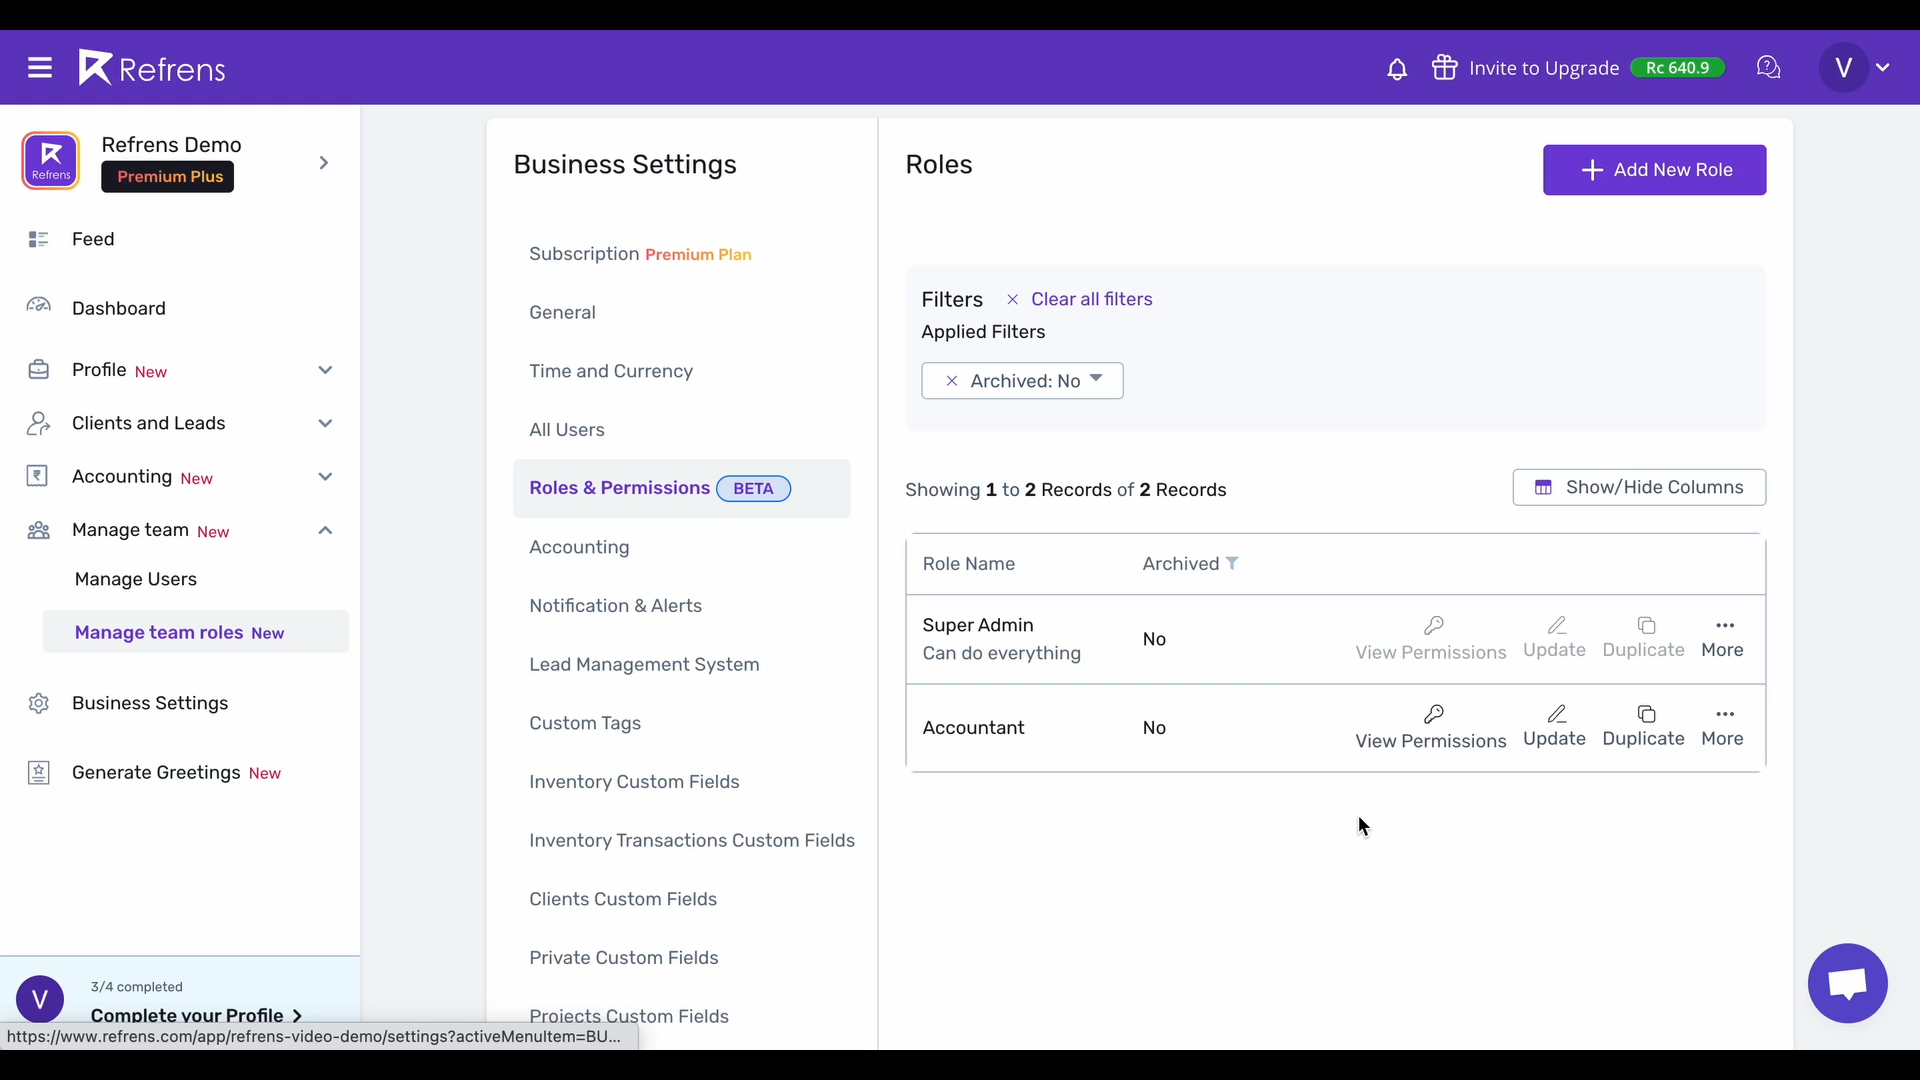 Refrens
Invite to Upgrade
Rc 640.9
V
Refrens
Refrens Demo
Premium Plus
Feed
Dashboard
Profile New
Clients and Leads
Accounting New
Manage team New
Manage Users
Manage team roles New
Business Settings
Generate Greetings New
V
3/4 completed
Complete your Profile
https://www.refrens.com/app/refrens-video-demo/settings?activeMenuItem=BU...
Business Settings
Subscription Premium Plan
General
Time and Currency
All Users
Roles & Permissions BETA
Accounting
Notification & Alerts
Lead Management System
Custom Tags
Inventory Custom Fields
Inventory Transactions Custom Fields
Clients Custom Fields
Private Custom Fields
Projects Custom Fields
Roles
Add New Role
Filters
Clear all filters
Applied Filters
Archived: No
Showing 1 to 2 Records of 2 Records
Show/Hide Columns
Role Name Archived
Super Admin
Can do everything
No
View Permissions Update Duplicate More
Accountant
No
View Permissions Update Duplicate More